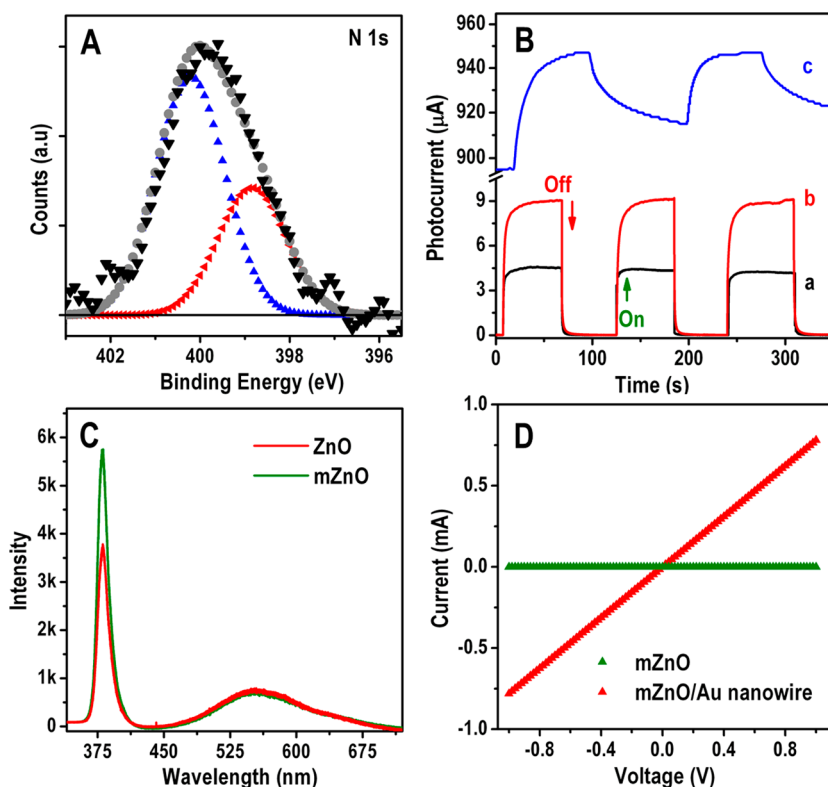 A
N 1s
Counts (a.u)
402 400 398 396
Binding Energy (eV)
B
960
940
920
900
9
6
3
0
Photocurrent (μA)
c
Off
b
a
On
0 100 200 300
Time (s)
C
6k
5k
4k
3k
2k
1k
0
Intensity
ZnO
mZnO
375 450 525 600 675
Wavelength (nm)
D
1.0
0.5
0.0
-0.5
-1.0
Current (mA)
mZnO
mZnO/Au nanowire
-0.8 -0.4 0.0 0.4 0.8
Voltage (V)